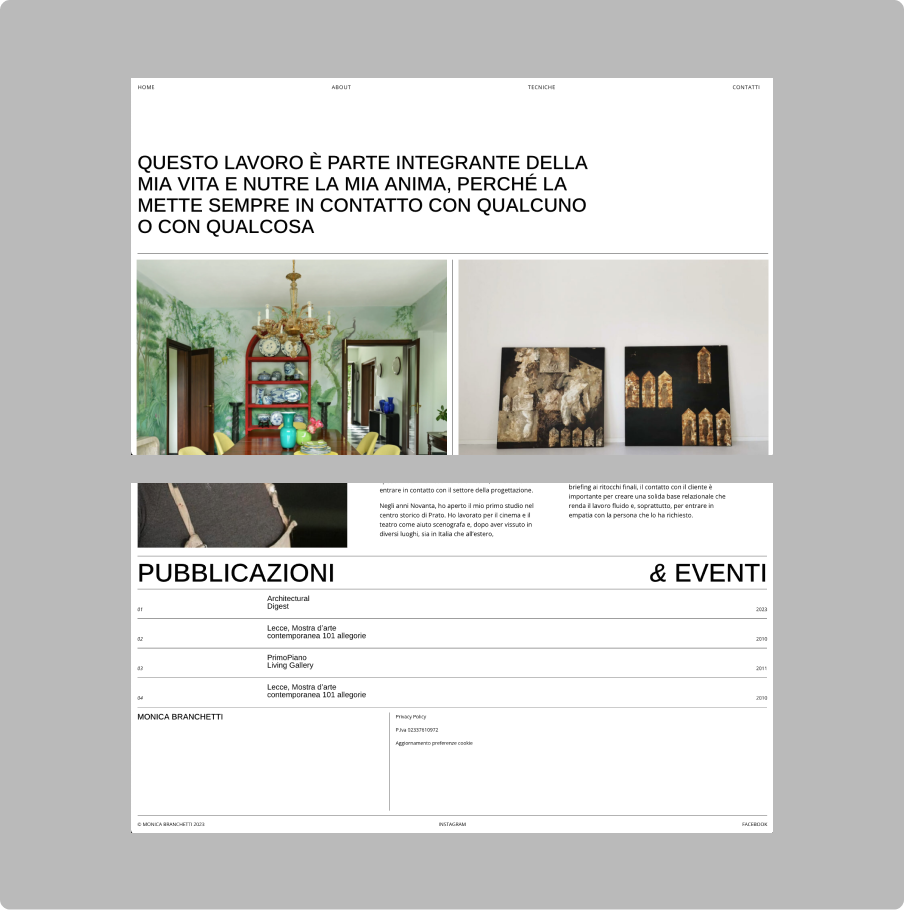 HOME
ABOUT
TECNICHE
CONTATTI
QUESTO LAVORO È PARTE INTEGRANTE DELLA
MIA VITA E NUTRE LA MIA ANIMA, PERCHÉ LA
METTE SEMPRE IN CONTATTO CON QUALCUNO
O CON QUALCOSA
entrare in contatto con il settore della progettazione.
Negli anni Novanta, ho aperto il mio primo studio nel
centro storico di Prato. Ho lavorato per il cinema e il
teatro come aiuto scenografa e, dopo aver vissuto in
diversi luoghi, sia in Italia che all'estero,
briefing ai ritocchi finali, il contatto con il cliente è
importante per creare una solida base relazionale che
renda il lavoro fluido e, soprattutto, per entrare in
empatia con la persona che lo ha richiesto.
PUBBLICAZIONI
& EVENTI
01
Architectural
Digest
2023
02
Lecce, Mostra d'arte
contemporanea 101 allegorie
2010
03
PrimoPiano
Living Gallery
2011
04
Lecce, Mostra d'arte
contemporanea 101 allegorie
2010
MONICA BRANCHETTI
Privacy Policy
P.Iva 02337610972
Aggiornamento preferenze cookie
© MONICA BRANCHETTI 2023
INSTAGRAM
FACEBOOK